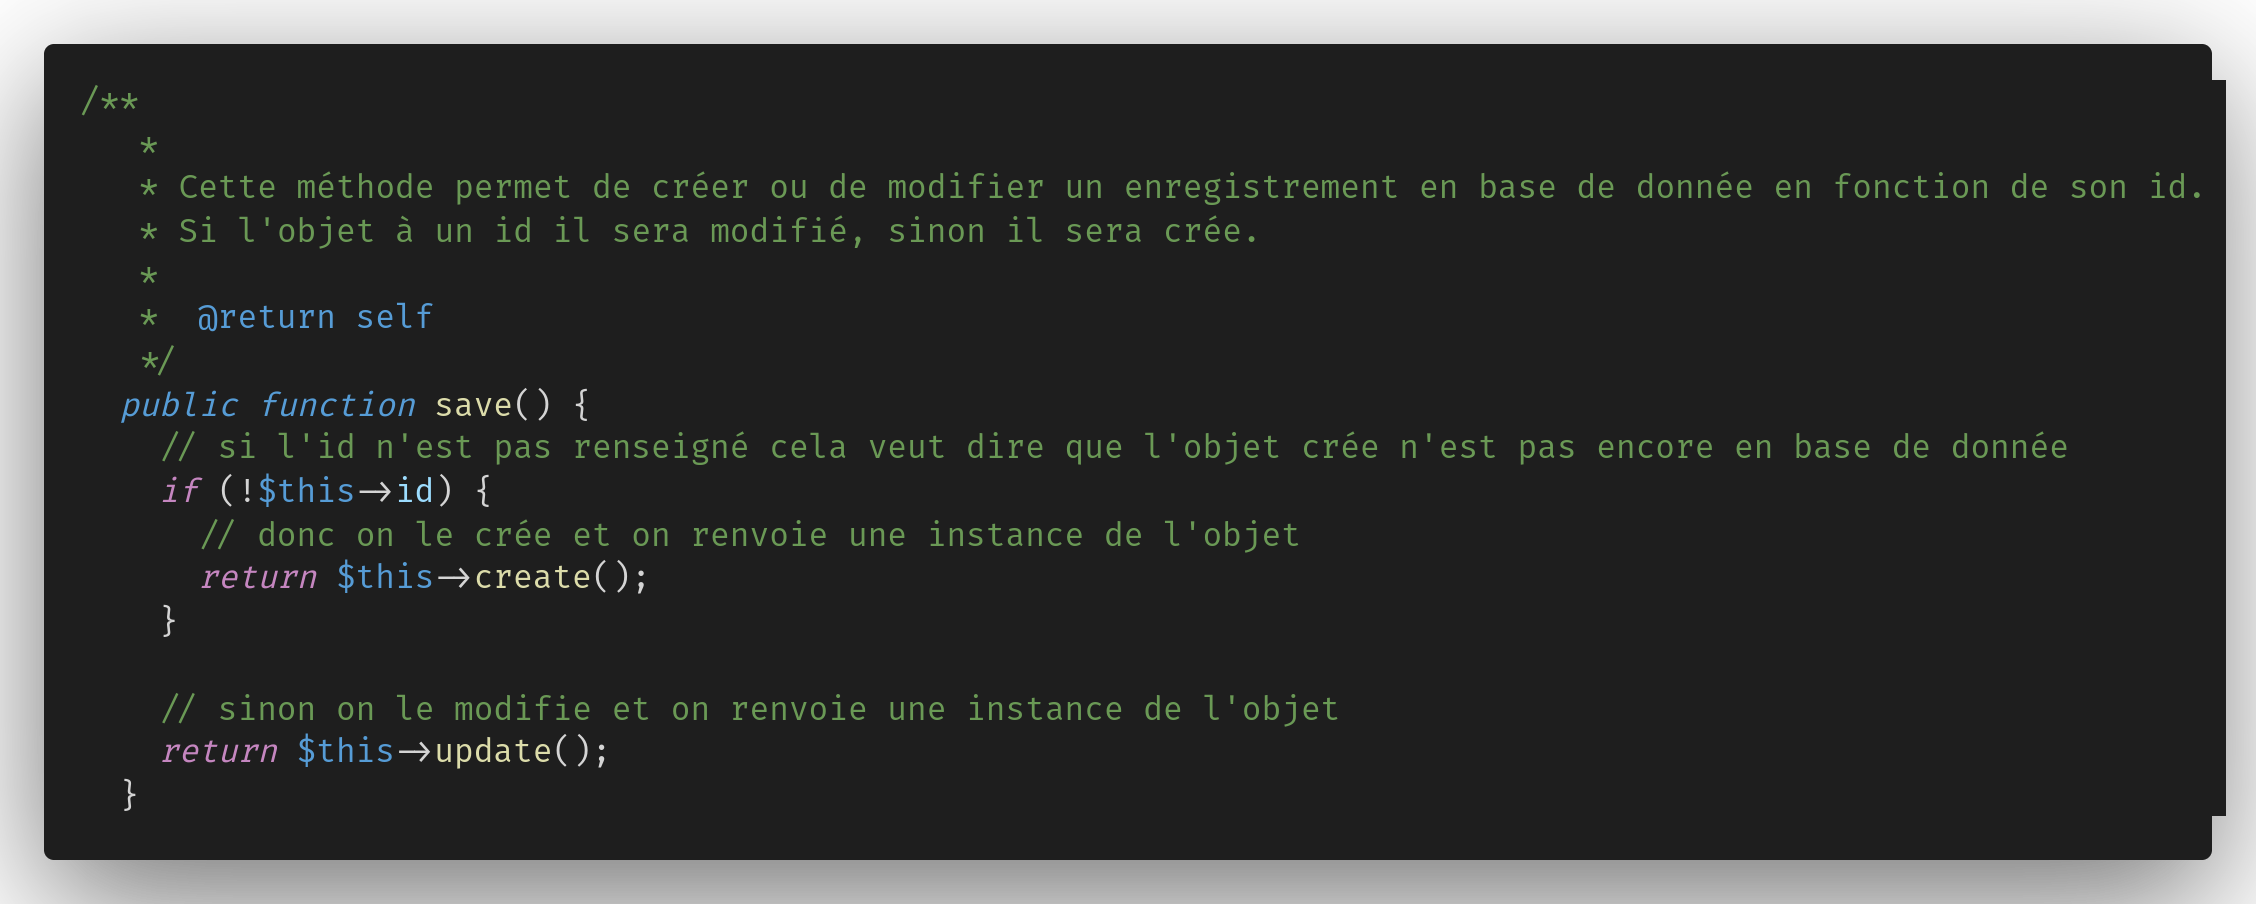 /**
*
* Cette méthode permet de créer ou de modifier un enregistrement en base de donnée en fonction de son id.
* Si l'objet à un id il sera modifié, sinon il sera crée.
*
*  @return self
*/
public function save() {
// si l'id n'est pas renseigné cela veut dire que l'objet crée n'est pas encore en base de donnée
if (!$this->id) {
// donc on le crée et on renvoie une instance de l'objet
return $this->create();
}
// sinon on le modifie et on renvoie une instance de l'objet
return $this->update();
}